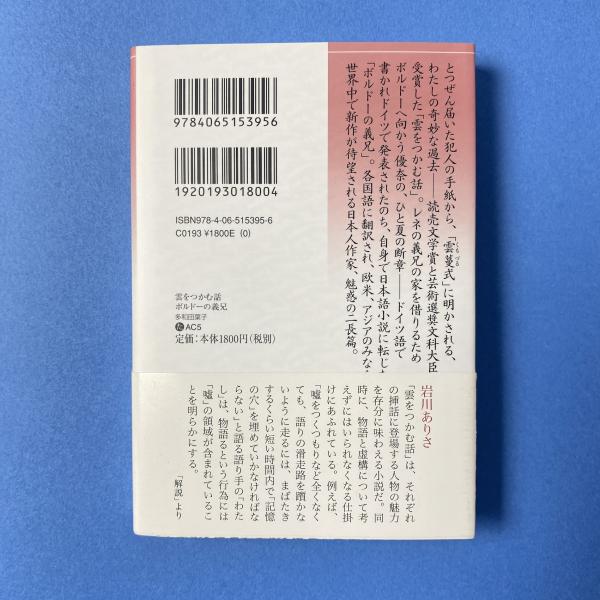 とつぜん届いた犯人の手紙から、「雲蔓式」に明かされる、
いもづる
わたしの奇妙な過去――読売文学賞と芸術選奨文科大臣
受賞した「雲をつかむ話」。レネの義兄の家を借りるため
ボルドーへ向かう優奈の、ひと夏の断章――ドイツ語で
書かれドイツで発表されたのち、自身で日本語小説に転じ
「ボルドーの義兄」。各国語に翻訳され、欧米、アジアのみな
世界中で新作が待望される日本人作家、魅惑の二長篇。
9784065153956
1920193018004
ISBN978-4-06-515395-6
C0193 ¥1800E (0)
雲をつかむ話
ボルドーの義兄
多和田葉子
た AC5
定価:本体1800円(税別)
岩川ありさ
「雲をつかむ話」は、それぞれ
の挿話に登場する人物の魅力
を存分に味わえる小説だ。同
時に、物語と虚構について考
えずにはいられなくなる仕掛
けにあふれている。例えば、
「嘘をつくつもりなど全くなく
ても、語りの滑走路を躓かな
いように走るには、まばたき
するくらい短い時間内で「記憶
の穴」を埋めていかなければな
らない」と語る語り手の「わた
し」は、物語るという行為には
「嘘」の領域が含まれているこ
とを明らかにする。
「解説」より